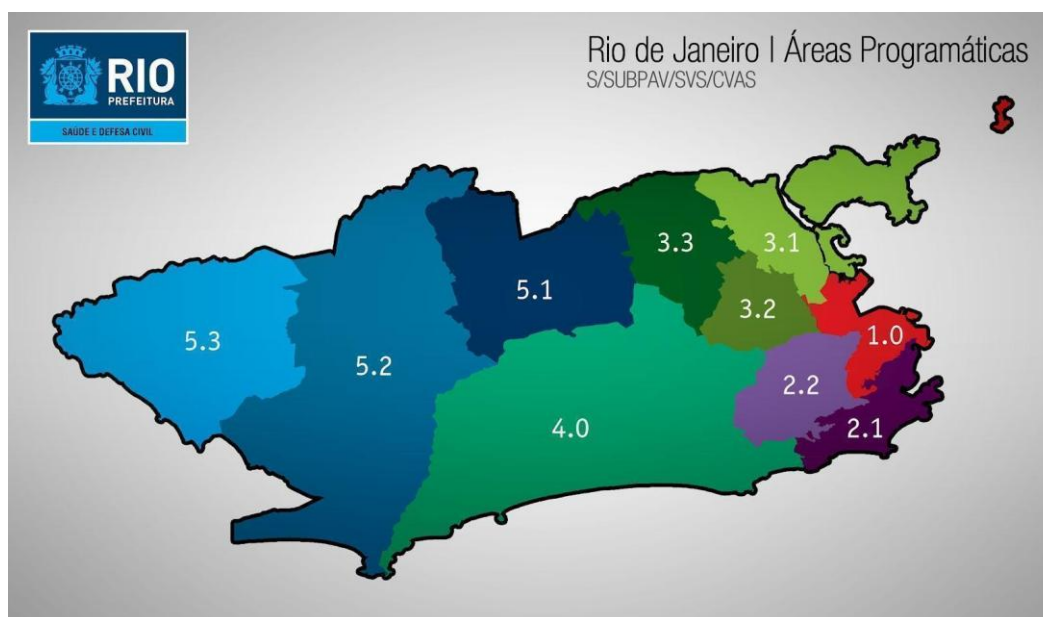 RIO
PREFEITURA
SAÚDE E DEFESA CIVIL
Rio de Janeiro | Áreas Programáticas
S/SUBPAV/SVS/CVAS
3.3
3.1
5.1
3.2
5.3
1.0
5.2
2.2
4.0
2.1